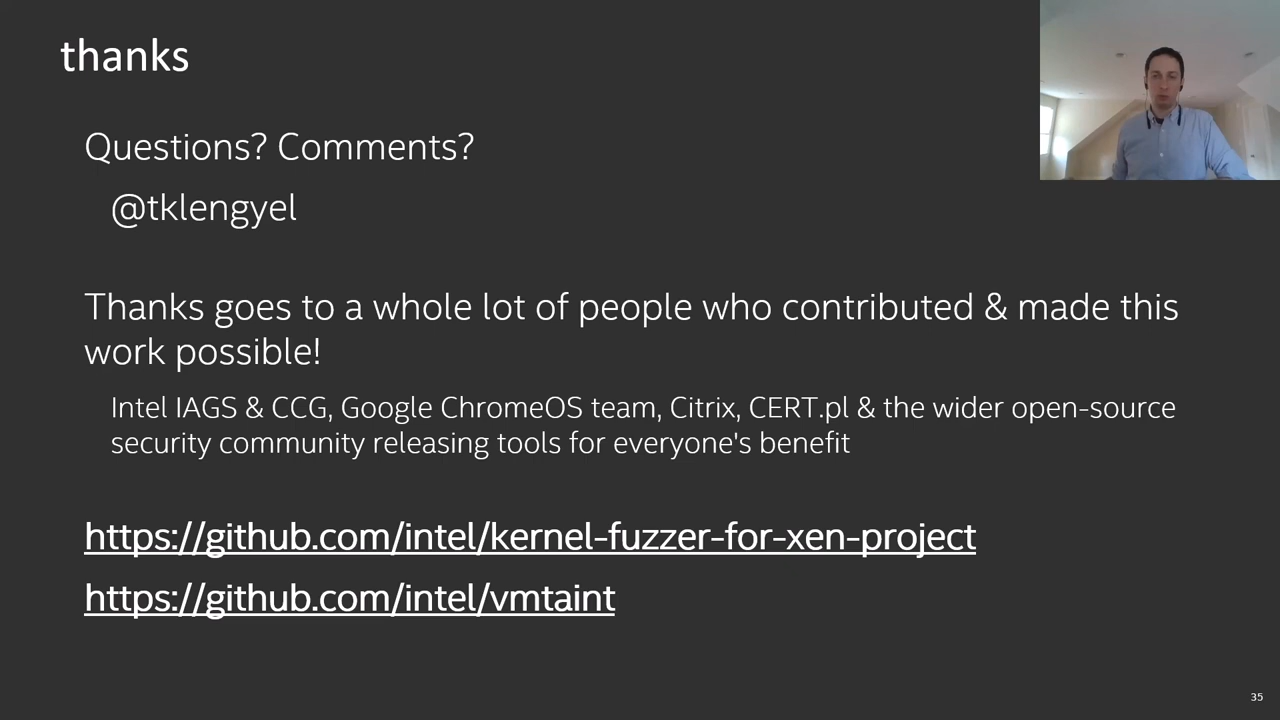 thanks
Questions? Comments?
@tklengyel
Thanks goes to a whole lot of people who contributed & made this
work possible!
Intel IAGS & CCG, Google ChromeOS team, Citrix, CERT.pl & the wider open-source
security community releasing tools for everyone's benefit
https://github.com/intel/kernel-fuzzer-for-xen-project
https://github.com/intel/vmtaint
35